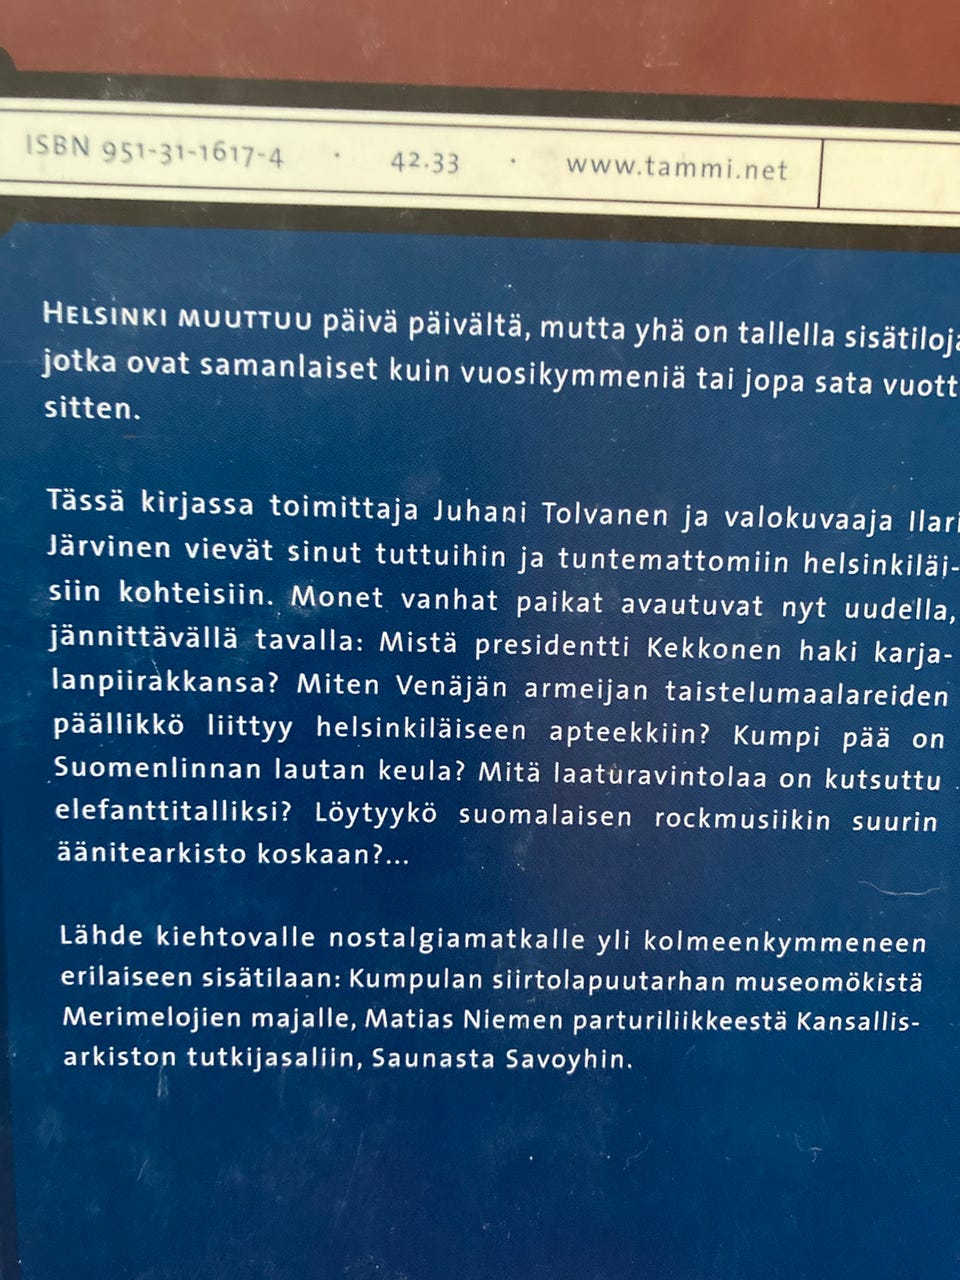 ISBN 951-31-1617-4 · 42.33 · www.tammi.net
HELSINKI MUUTTUU päivä päivältä, mutta yhä on tallella sisätiloja
jotka ovat samanlaiset kuin vuosikymmeniä tai jopa sata vuott
sitten.
Tässä kirjassa toimittaja Juhani Tolvanen ja valokuvaaja Ilari
Järvinen vievät sinut tuttuihin ja tuntemattomiin helsinkiläi-
siin kohteisiin. Monet vanhat paikat avautuvat nyt uudella,
jännittävällä tavalla: Mistä presidentti Kekkonen haki karja-
lanpiirakkansa? Miten Venäjän armeijan taistelumaalareiden
päällikkö liittyy helsinkiläiseen apteekkiin? Kumpi pää on
Suomenlinnan lautan keula? Mitä laaturavintolaa on kutsuttu
elefanttitalliksi? Löytyykö suomalaisen rockmusiikin suurin
äänitearkisto koskaan?...
Lähde kiehtovalle nostalgiamatkalle yli kolmeenkymmeneen
erilaiseen sisätilaan: Kumpulan siirtolapuutarhan museomökistä
Merimelojien majalle, Matias Niemen parturiliikkeestä Kansallis-
arkiston tutkijasaliin, Saunasta Savoyhin.